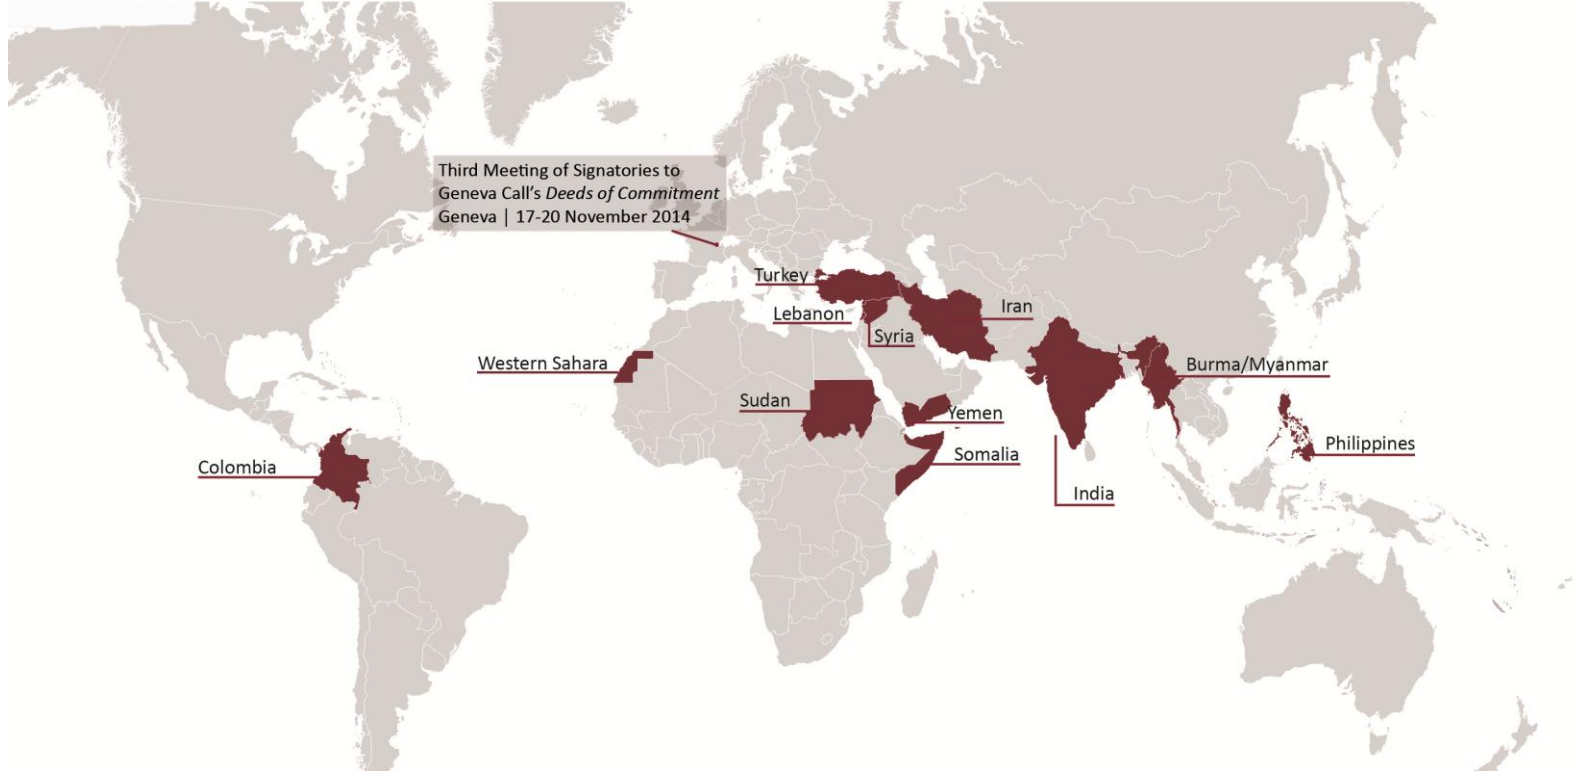 Third Meeting of Signatories to
Geneva Call's Deeds of Commitment
Geneva | 17-20 November 2014
Turkey
Lebanon
Syria
Iran
Western Sahara
Burma/Myanmar
Sudan
Yemen
Philippines
Somalia
Colombia
India